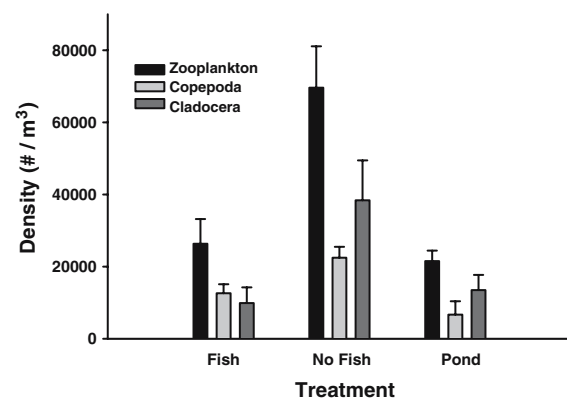 80000
60000
40000
20000
0
Density (# / m³)
Zooplankton
Copepoda
Cladocera
Fish No Fish Pond
Treatment